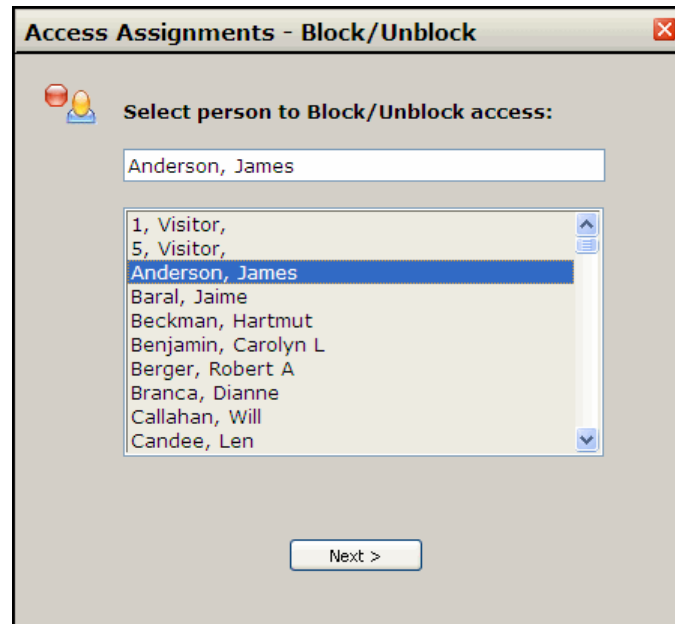 Access Assignments - Block/Unblock
Select person to Block/Unblock access:
Anderson, James
1, Visitor,
5, Visitor,
Anderson, James
Baral, Jaime
Beckman, Hartmut
Benjamin, Carolyn L
Berger, Robert A
Branca, Dianne
Callahan, Will
Candee, Len
Next >